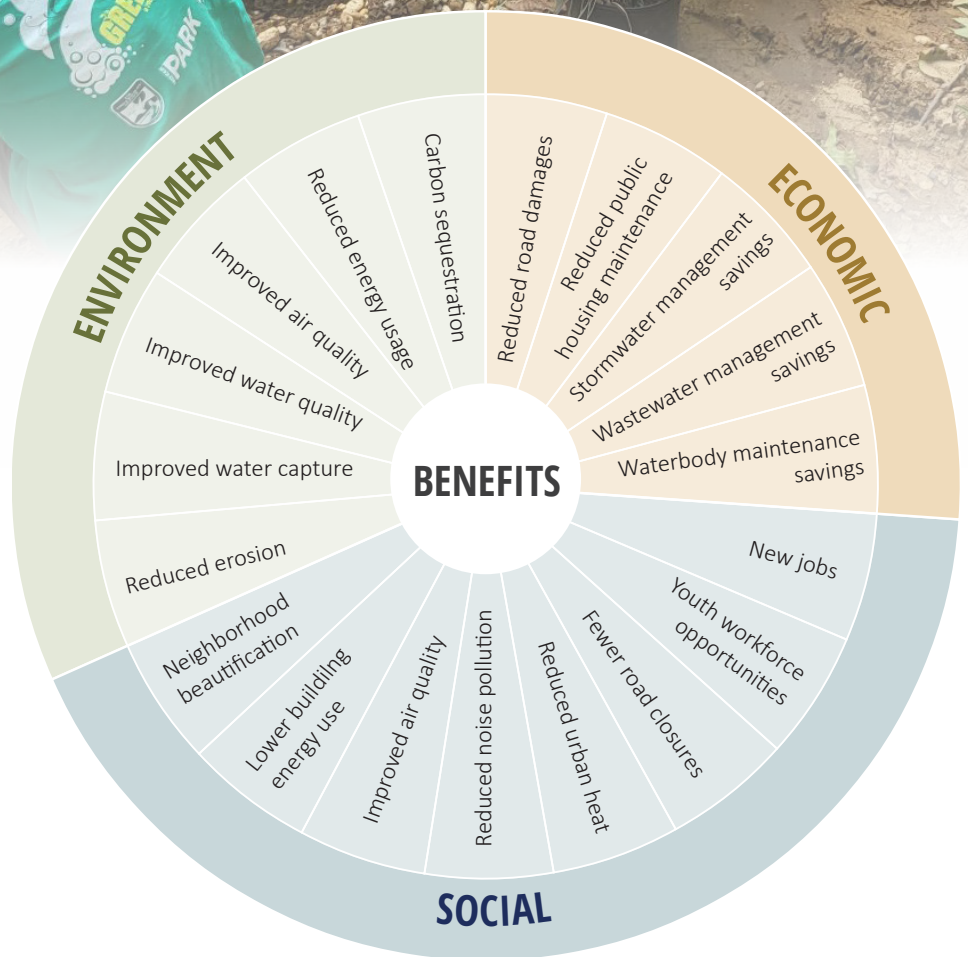 GRE
PARK
ENVIRONMENT
ECONOMIC
SOCIAL
BENEFITS
Carbon sequestration
Reduced energy usage
Improved air quality
Improved water quality
Improved water capture
Reduced erosion
Reduced road damages
Reduced public
housing maintenance
Stormwater management
savings
Wastewater management
savings
Waterbody maintenance
savings
New jobs
Youth workforce
opportunities
Fewer road closures
Reduced urban heat
Reduced noise pollution
Improved air quality
Lower buildilng
energy use
Neighborhood
beautification